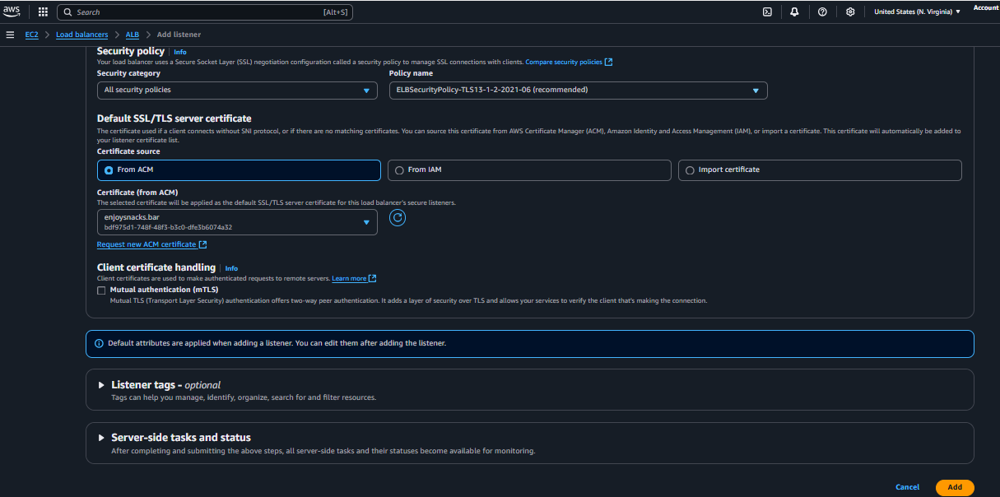 aws Search [Alt+S] United States (N. Virginia) Account
EC2 Load balancers ALB Add listener
Security policy Info
Your load balancer uses a Secure Socket Layer (SSL) negotiation configuration called a security policy to manage SSL connections with clients. Compare security policies
Security category Policy name
All security policies ELBSecurityPolicy-TLS13-1-2-2021-06 (recommended)
Default SSL/TLS server certificate
The certificate used if a client connects without SNI protocol, or if there are no matching certificates. You can source this certificate from AWS Certificate Manager (ACM), Amazon Identity and Access Management (IAM), or import a certificate. This certificate will automatically be added to
your listener certificate list.
Certificate source
From ACM From IAM Import certificate
Certificate (from ACM)
The selected certificate will be applied as the default SSL/TLS server certificate for this load balancer's secure listeners.
enjoysnacks.bar
bdf975d1-748f-48f3-b3c0-dfe3b6074a32
Request new ACM certificate
Client certificate handling Info
Client certificates are used to make authenticated requests to remote servers. Learn more
Mutual authentication (mTLS)
Mutual TLS (Transport Layer Security) authentication offers two-way peer authentication. It adds a layer of security over TLS and allows your services to verify the client that's making the connection.
Default attributes are applied when adding a listener. You can edit them after adding the listener.
Listener tags - optional
Tags can help you manage, identify, organize, search for and filter resources.
Server-side tasks and status
After completing and submitting the above steps, all server-side tasks and their statuses become available for monitoring.
Cancel Add